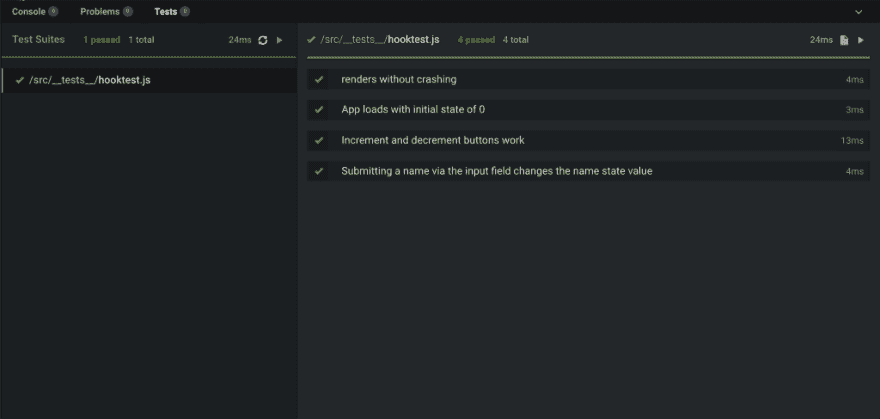 Console 0 Problems 0 Tests 0
Test Suites 1 passed 1 total 24ms
/src/__tests__/hooktest.js 4 passed 4 total 24ms
/src/__tests__/hooktest.js
renders without crashing 4ms
App loads with initial state of 0 3ms
Increment and decrement buttons work 13ms
Submitting a name via the input field changes the name state value 4ms